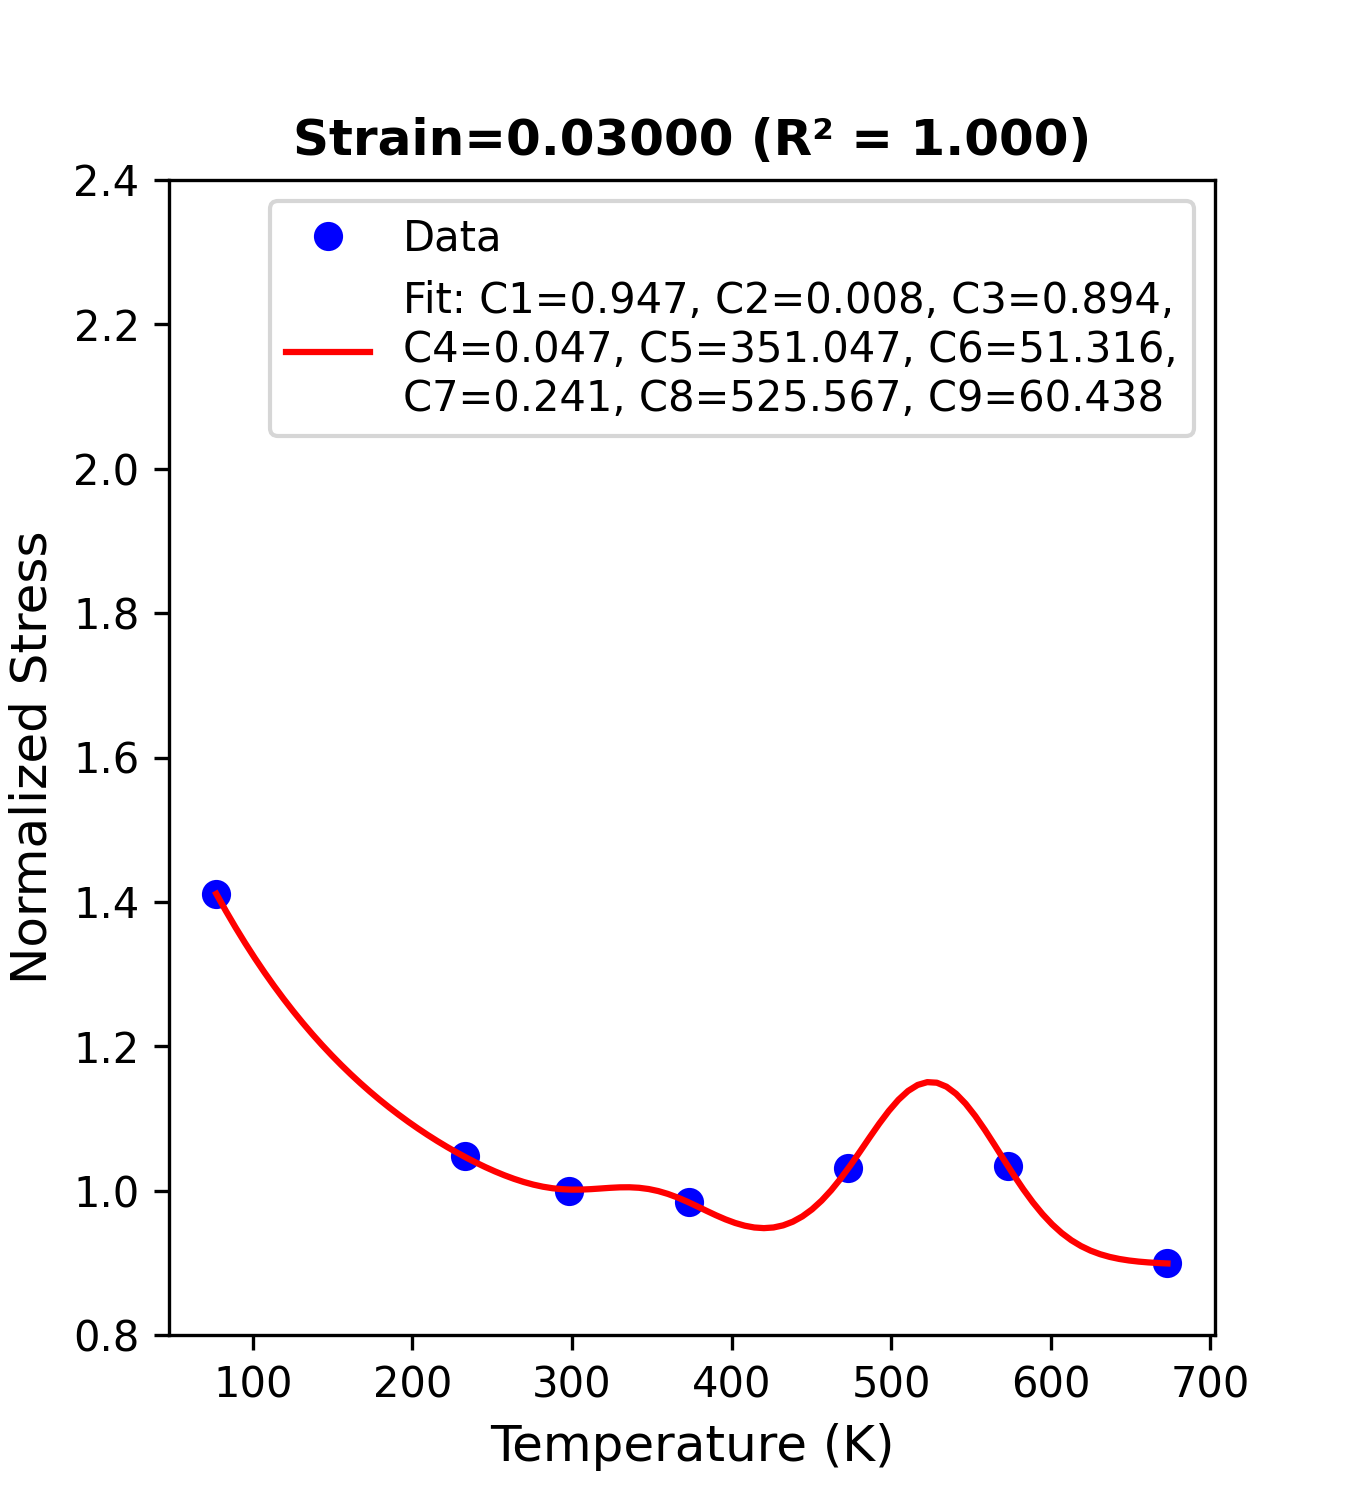 Strain=0.03000 (R² = 1.000)
2.4
2.2
2.0
1.8
1.6
1.4
1.2
1.0
0.8
Data
Fit: C1=0.947, C2=0.008, C3=0.894,
C4=0.047, C5=351.047, C6=51.316,
C7=0.241, C8=525.567, C9=60.438
Normalized Stress
100 200 300 400 500 600 700
Temperature (K)